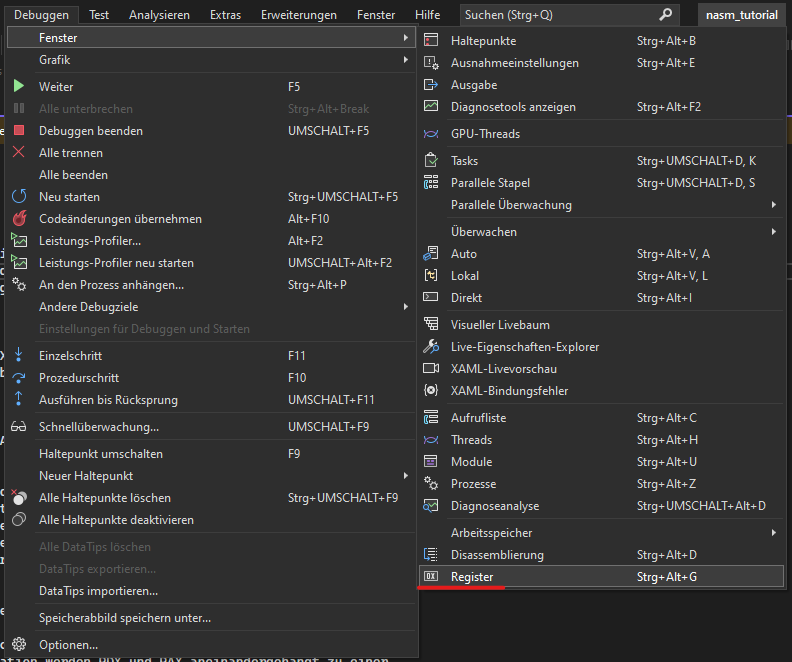 Debuggen Test Analysieren Extras Erweiterungen Fenster Hilfe Suchen (Strg+Q) nasm_tutorial
Fenster
Grafik
Weiter F5
Alle unterbrechen Strg+Alt+Break
Debuggen beenden UMSCHALT+F5
Alle trennen
Alle beenden
Neu starten Strg+UMSCHALT+F5
Codeänderungen übernehmen Alt+F10
Leistungs-Profiler... Alt+F2
Leistungs-Profiler neu starten UMSCHALT+Alt+F2
An den Prozess anhängen... Strg+Alt+P
Andere Debugziele
Einstellungen für Debuggen und Starten
Einzelschritt F11
Prozedurschritt F10
Ausführen bis Rücksprung UMSCHALT+F11
Schnellüberwachung... UMSCHALT+F9
Haltepunkt umschalten F9
Neuer Haltepunkt
Alle Haltepunkte löschen Strg+UMSCHALT+F9
Alle Haltepunkte deaktivieren
Alle DataTips löschen
DataTips exportieren...
DataTips importieren...
Speicherabbild speichern unter...
Optionen...
Haltepunkte Strg+Alt+B
Ausnahmeeinstellungen Strg+Alt+E
Ausgabe
Diagnosetools anzeigen Strg+Alt+F2
GPU-Threads
Tasks Strg+UMSCHALT+D, K
Parallele Stapel Strg+UMSCHALT+D, S
Parallele Überwachung
Überwachen
Auto Strg+Alt+V, A
Lokal Strg+Alt+V, L
Direkt Strg+Alt+I
Visueller Livebaum
Live-Eigenschaften-Explorer
XAML-Livevorschau
XAML-Bindungsfehler
Aufrufliste Strg+Alt+C
Threads Strg+Alt+H
Module Strg+Alt+U
Prozesse Strg+Alt+Z
Diagnoseanalyse Strg+UMSCHALT+Alt+D
Arbeitsspeicher
Disassemblierung Strg+Alt+D
Register Strg+Alt+G